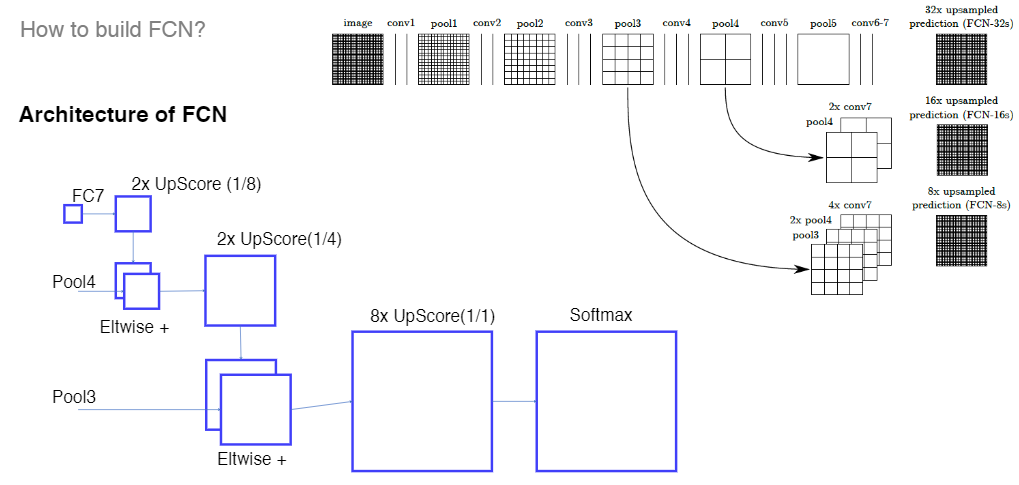 How to build FCN?
Architecture of FCN
image conv1 pool1 conv2 pool2 conv3 pool3 conv4 pool4 conv5 pool5 conv6-7
32x upsampled
prediction (FCN-32s)
2x conv7
pool4
16x upsampled
prediction (FCN-16s)
4x conv7
2x pool4
pool3
8x upsampled
prediction (FCN-8s)
FC7
2x UpScore (1/8)
2x UpScore(1/4)
Pool4
Eltwise +
8x UpScore(1/1)
Softmax
Pool3
Eltwise +